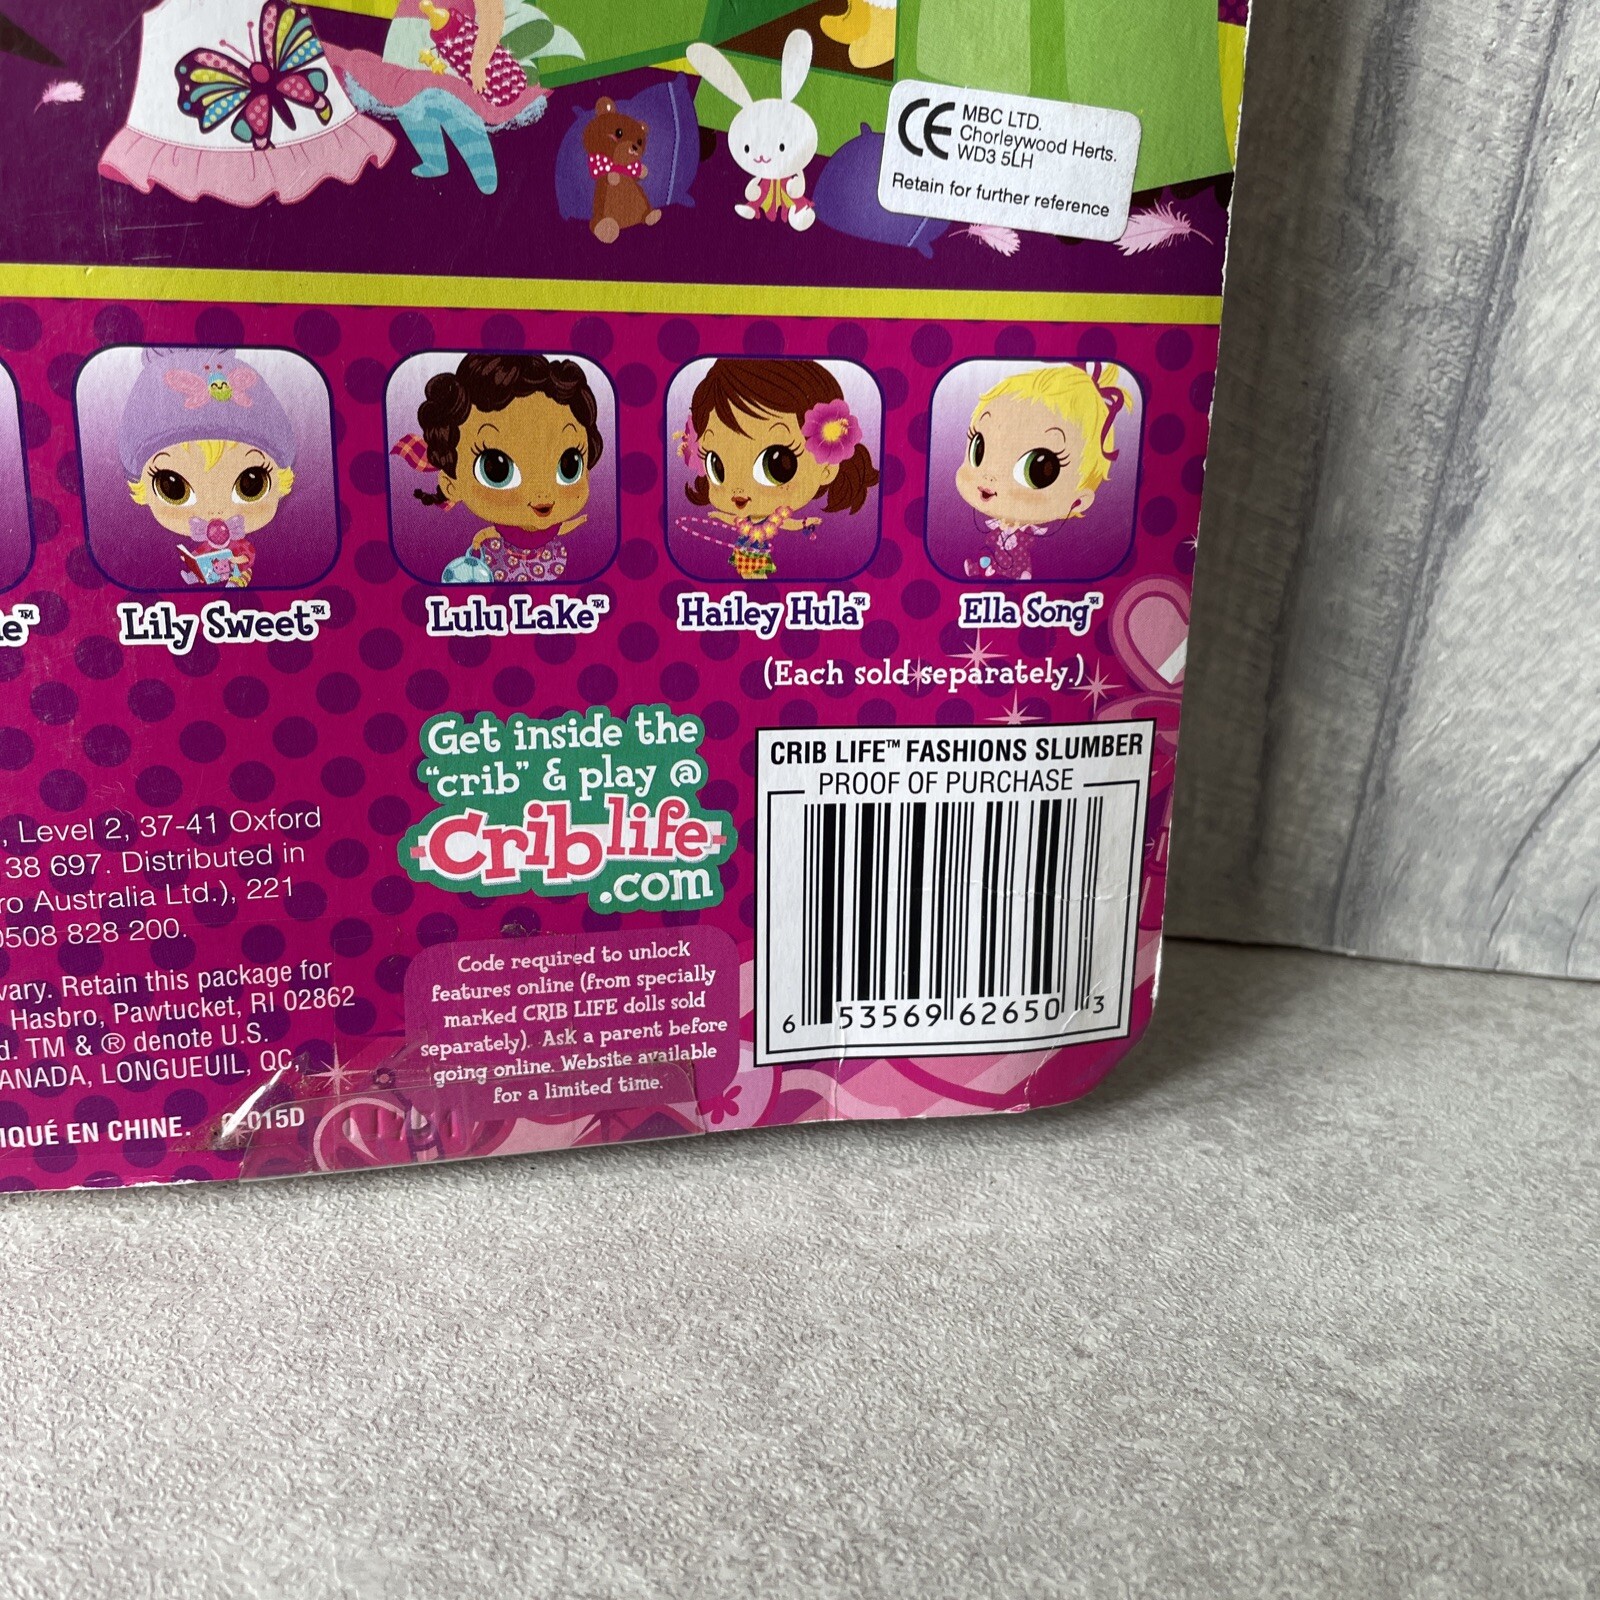 MBC LTD.
Chorleywood Herts.
WD3 5LH
Retain for further reference
Lily Sweet™
Lulu Lake™
Hailey Hula™
Ella Song™
(Each sold separately.)
Get inside the
"crib" & play @
Criblife
.com
CRIB LIFE™ FASHIONS SLUMBER
PROOF OF PURCHASE
6 53569 62650 3
, Level 2, 37-41 Oxford
38 697. Distributed in
Australia Ltd.), 221
0508 828 200.
vary. Retain this package for
Hasbro, Pawtucket, RI 02862
TM & ® denote U.S.
LONGUEUIL, QC,
EN CHINE.
Code required to unlock
features online (from specially
marked CRIB LIFE dolls sold
separately). Ask a parent before
going online. Website available
for a limited time.